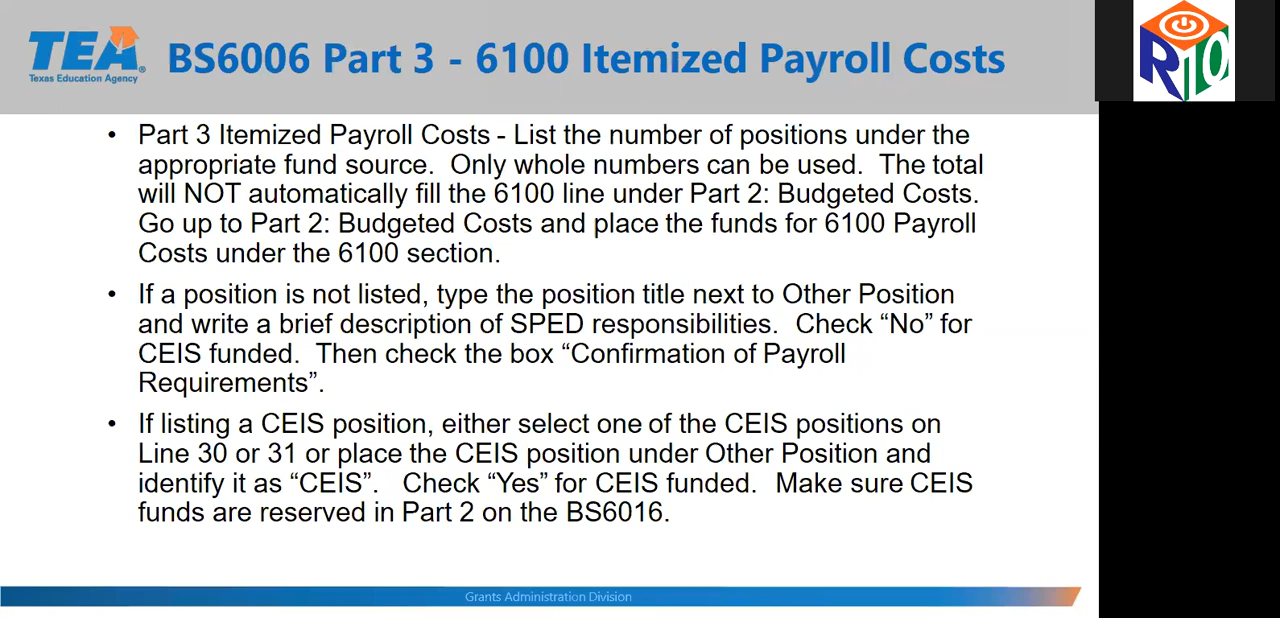 TEA
Texas Education Agency
BS6006 Part 3 - 6100 Itemized Payroll Costs
R10
• Part 3 Itemized Payroll Costs - List the number of positions under the
appropriate fund source.  Only whole numbers can be used.  The total
will NOT automatically fill the 6100 line under Part 2: Budgeted Costs.
Go up to Part 2: Budgeted Costs and place the funds for 6100 Payroll
Costs under the 6100 section.
• If a position is not listed, type the position title next to Other Position
and write a brief description of SPED responsibilities.  Check “No” for
CEIS funded.  Then check the box “Confirmation of Payroll
Requirements”.
• If listing a CEIS position, either select one of the CEIS positions on
Line 30 or 31 or place the CEIS position under Other Position and
identify it as “CEIS”.   Check “Yes” for CEIS funded.  Make sure CEIS
funds are reserved in Part 2 on the BS6016.
Grants Administration Division